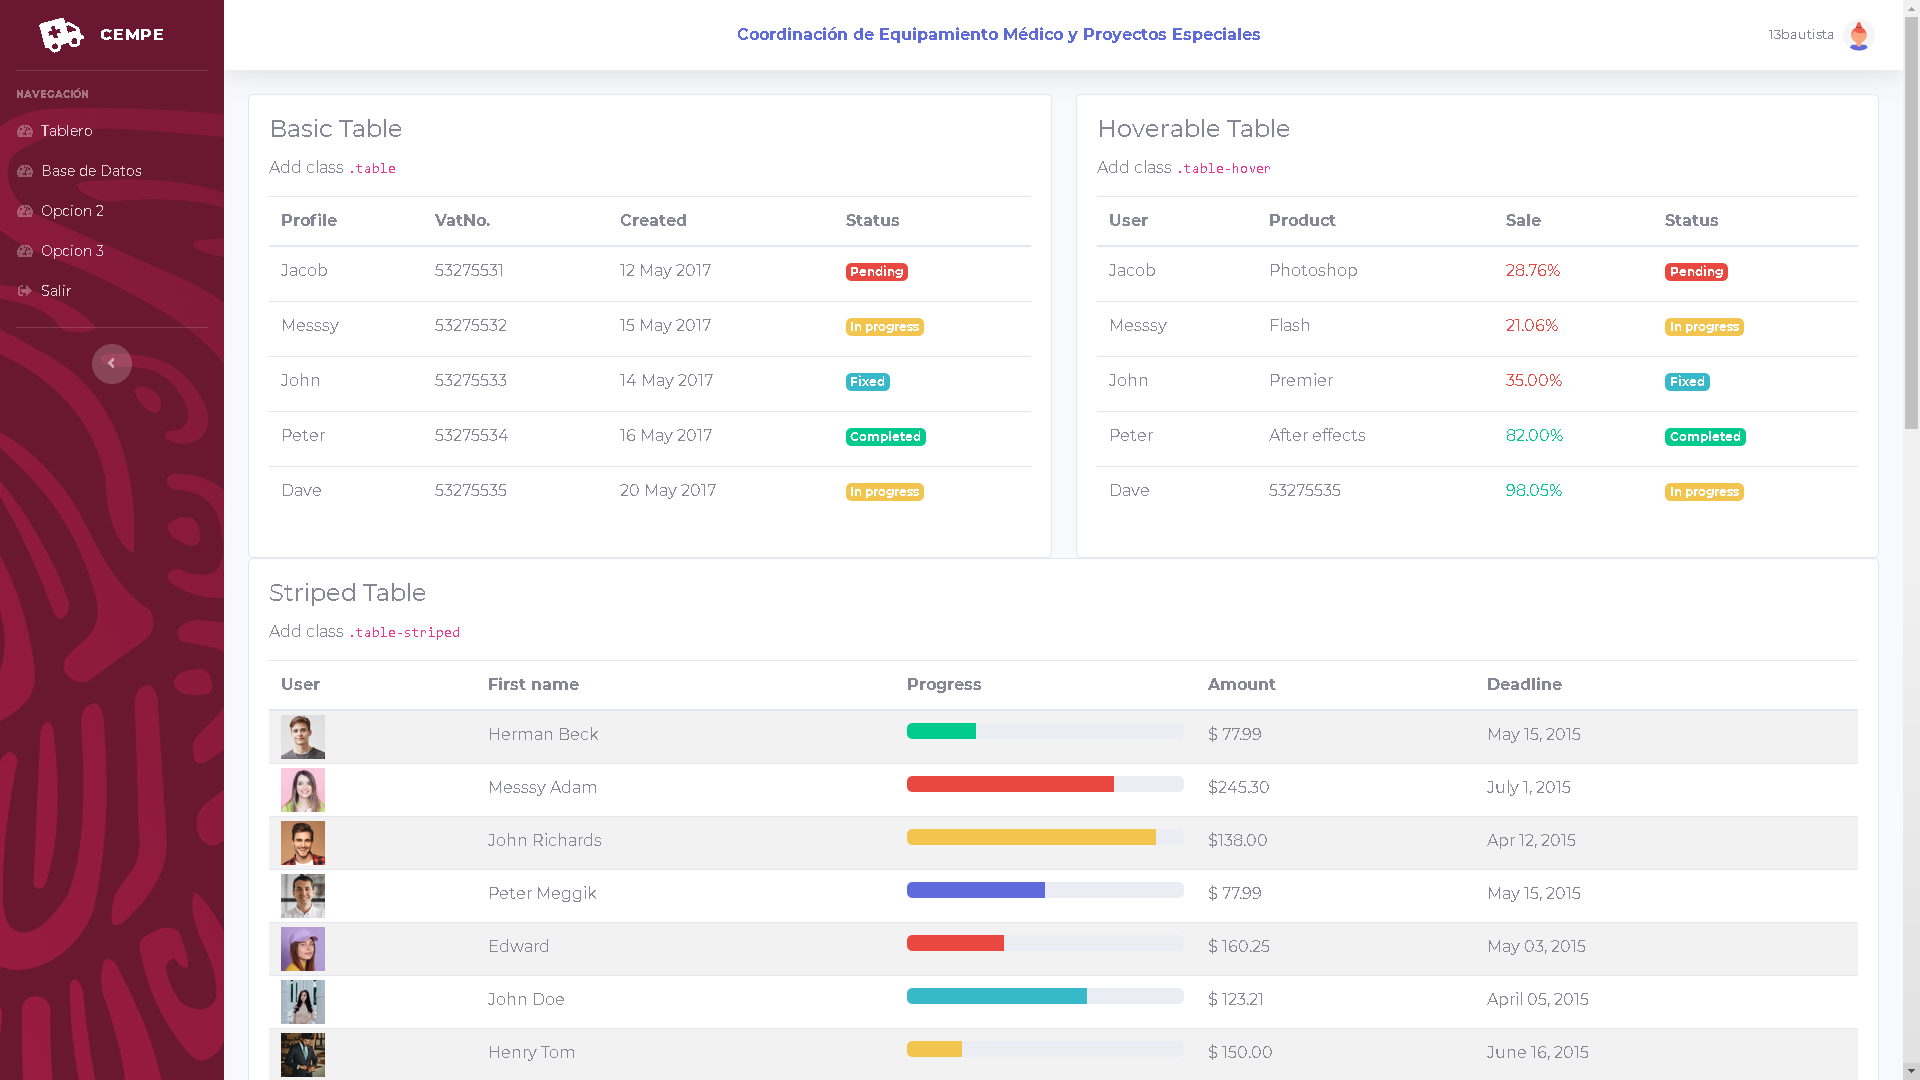 CEMPE
Coordinación de Equipamiento Médico y Proyectos Especiales
13bautista
NAVEGACIÓN
Tablero
Base de Datos
Opcion 2
Opcion 3
Salir
Basic Table
Add class .table
Profile VatNo. Created Status
Jacob 53275531 12 May 2017 Pending
Messsy 53275532 15 May 2017 In progress
John 53275533 14 May 2017 Fixed
Peter 53275534 16 May 2017 Completed
Dave 53275535 20 May 2017 In progress
Hoverable Table
Add class .table-hover
User Product Sale Status
Jacob Photoshop 28.76% Pending
Messsy Flash 21.06% In progress
John Premier 35.00% Fixed
Peter After effects 82.00% Completed
Dave 53275535 98.05% In progress
Striped Table
Add class .table-striped
User First name Progress Amount Deadline
Herman Beck $ 77.99 May 15, 2015
Messsy Adam $245.30 July 1, 2015
John Richards $138.00 Apr 12, 2015
Peter Meggik $ 77.99 May 15, 2015
Edward $ 160.25 May 03, 2015
John Doe $ 123.21 April 05, 2015
Henry Tom $ 150.00 June 16, 2015